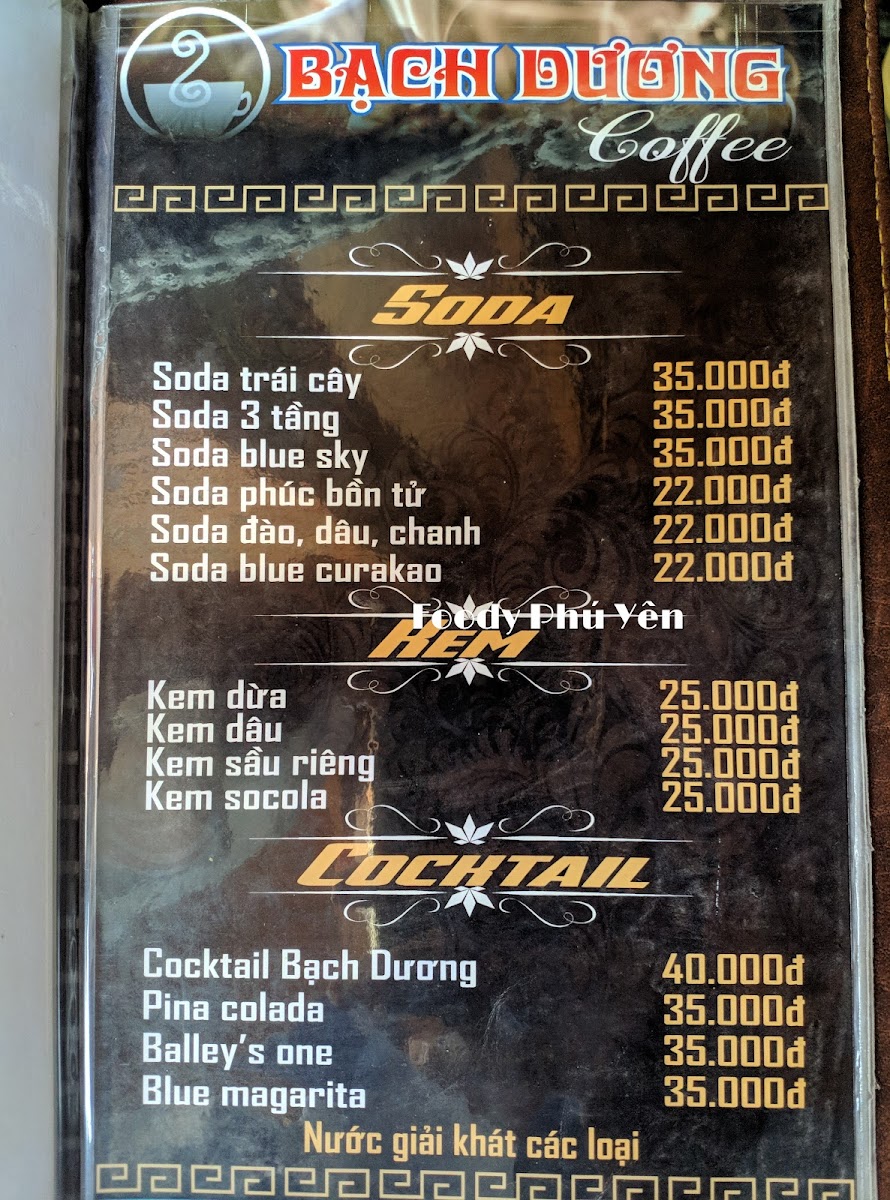 BẠCH DƯƠNG
Coffee
SODA
Soda trái cây 35.000đ
Soda 3 tầng 35.000đ
Soda blue sky 35.000đ
Soda phúc bồn tử 22.000đ
Soda đào, dâu, chanh 22.000đ
Soda blue curakao 22.000đ
Foody Phú Yên
KEM
Kem dừa 25.000đ
Kem dâu 25.000đ
Kem sầu riêng 25.000đ
Kem socola 25.000đ
COCKTAIL
Cocktail Bạch Dương 40.000đ
Pina colada 35.000đ
Balley's one 35.000đ
Blue magarita 35.000đ
Nước giải khát các loại